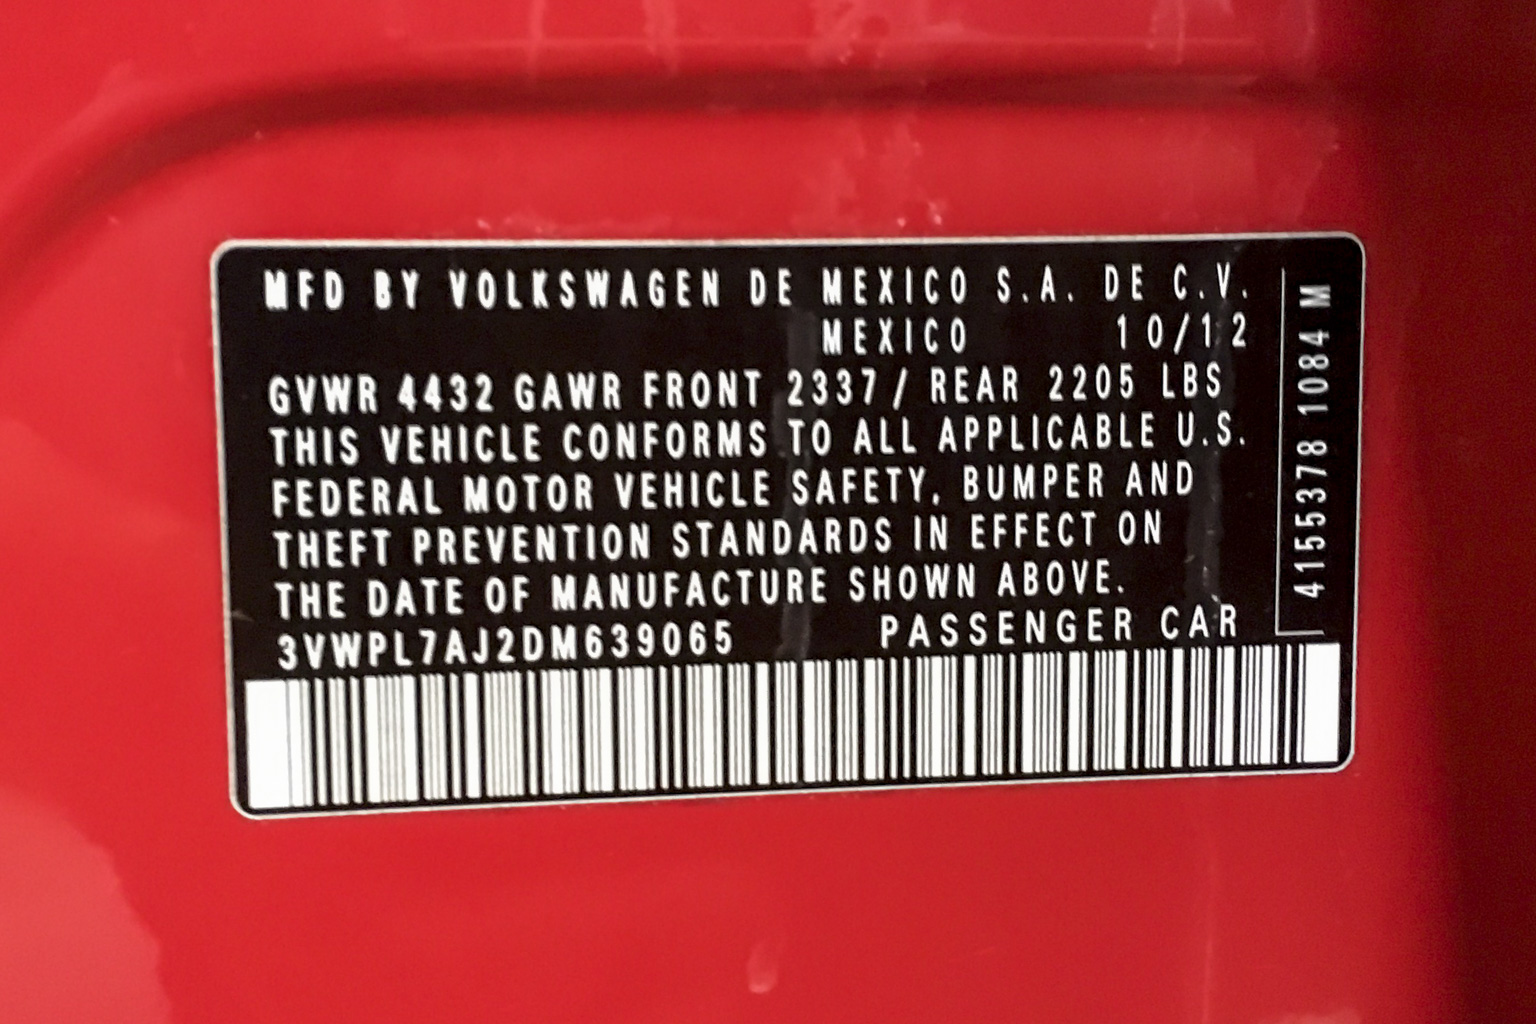 MFD BY VOLKSWAGEN DE MEXICO S.A. DE C.V.
MEXICO 10/12
GVWR 4432 GAWR FRONT 2337/ REAR 2205 LBS
THIS VEHICLE CONFORMS TO ALL APPLICABLE U.S.
FEDERAL MOTOR VEHICLE SAFETY, BUMPER AND
THEFT PREVENTION STANDARDS IN EFFECT ON
THE DATE OF MANUFACTURE SHOWN ABOVE.
3VWPL7AJ2DM639065 PASSENGER CAR
4155378 1084 M